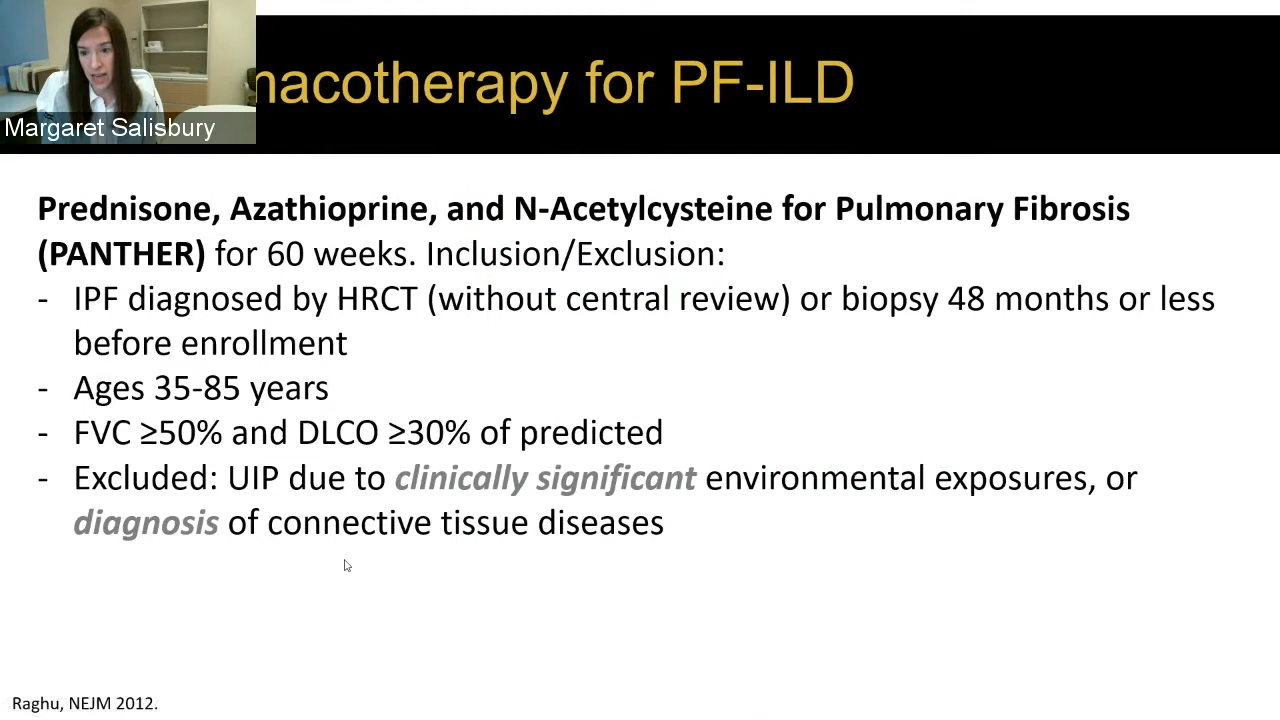 macotherapy for PF-ILD
Margaret Salisbury
Prednisone, Azathioprine, and N-Acetylcysteine for Pulmonary Fibrosis
(PANTHER) for 60 weeks. Inclusion/Exclusion:
- IPF diagnosed by HRCT (without central review) or biopsy 48 months or less
before enrollment
- Ages 35-85 years
- FVC ≥50% and DLCO ≥30% of predicted
- Excluded: UIP due to clinically significant environmental exposures, or
diagnosis of connective tissue diseases
Raghu, NEJM 2012.